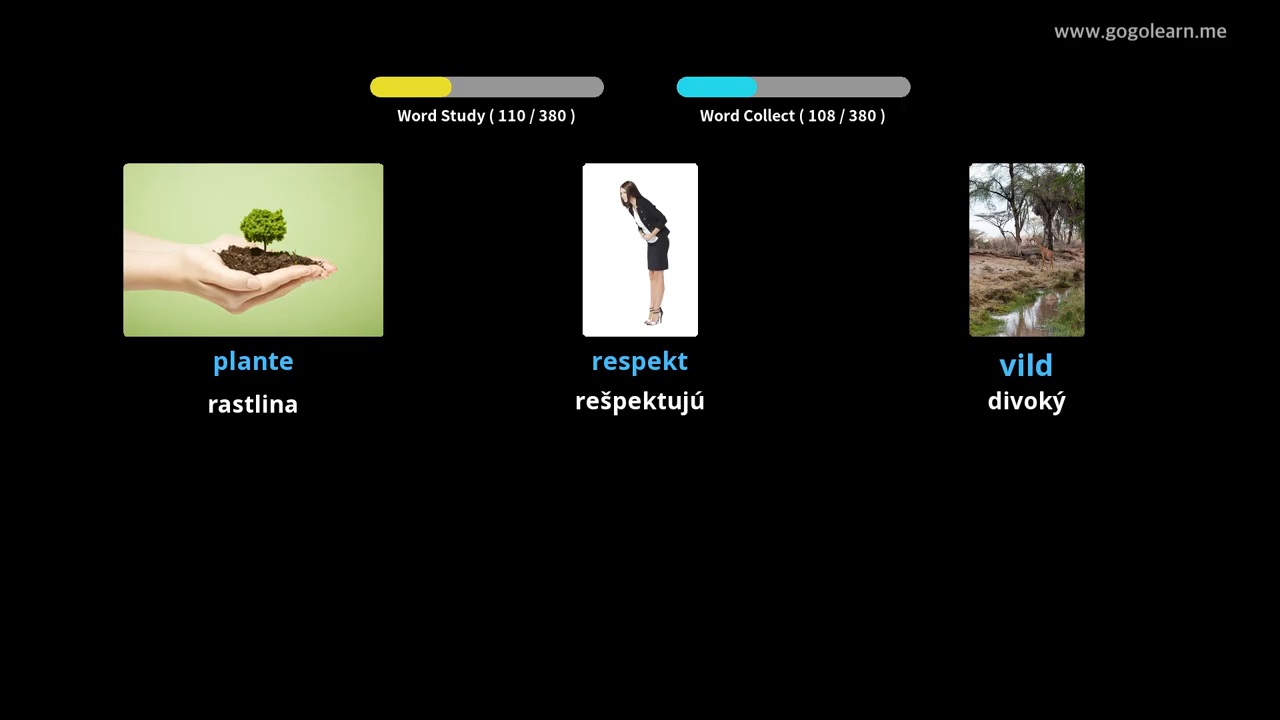 www.gogolearn.me
Word Study ( 110 / 380 )
Word Collect ( 108 / 380 )
plante
respekt
vild
rastlina
rešpektujú
divoký